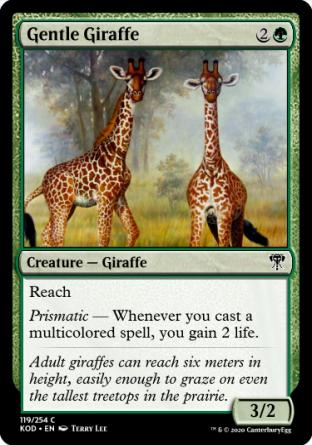 Gentle Giraffe 2
Creature — Giraffe
Reach
Prismatic — Whenever you cast a
multicolored spell, you gain 2 life.
Adult giraffes can reach six meters in
height, easily enough to graze on even
the tallest treetops in the prairie.
3/2
119/254 C
KOD • EN Terry Lee
™ & © 2020 CanterburyEgg